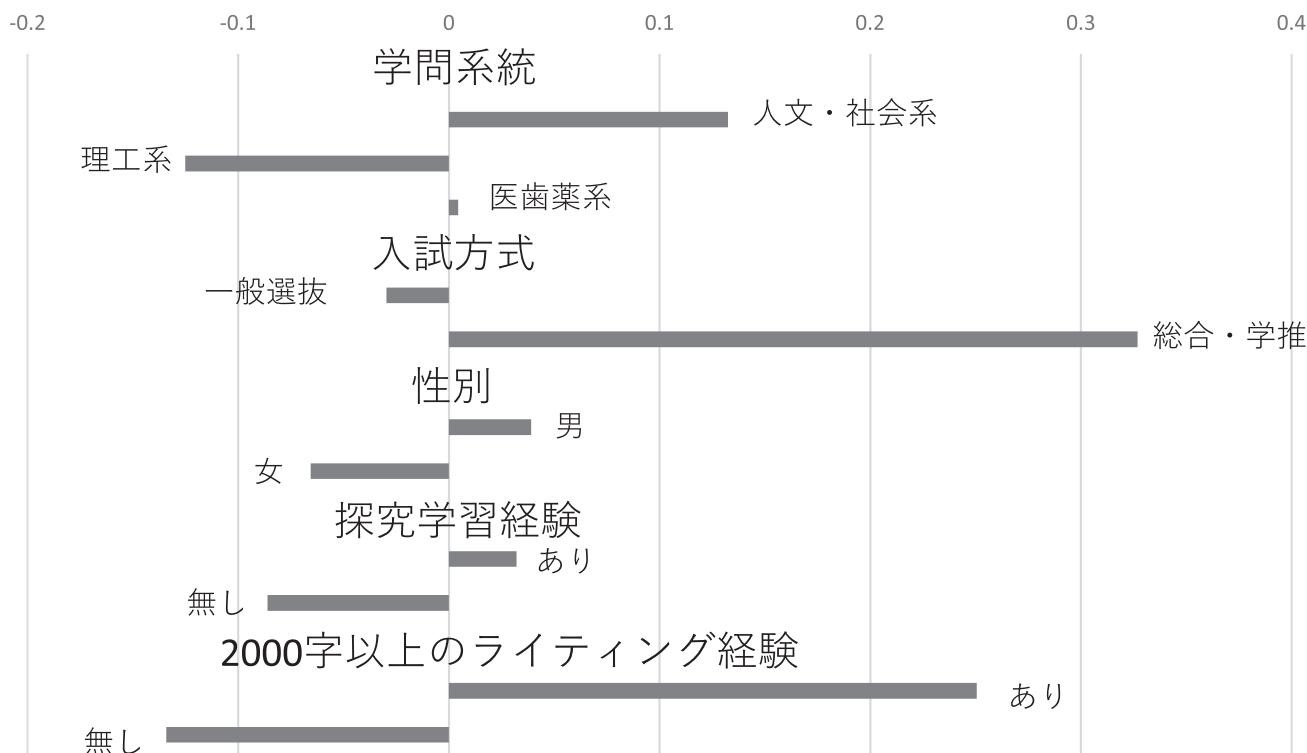 -0.2 -0.1 0 0.1 0.2 0.3 0.4
学問系統
人文・社会系
理工系
医歯薬系
入試方式
一般選抜
総合・学推
性別
男
女
探究学習経験
あり
無し
2000字以上のライティング経験
あり
無し